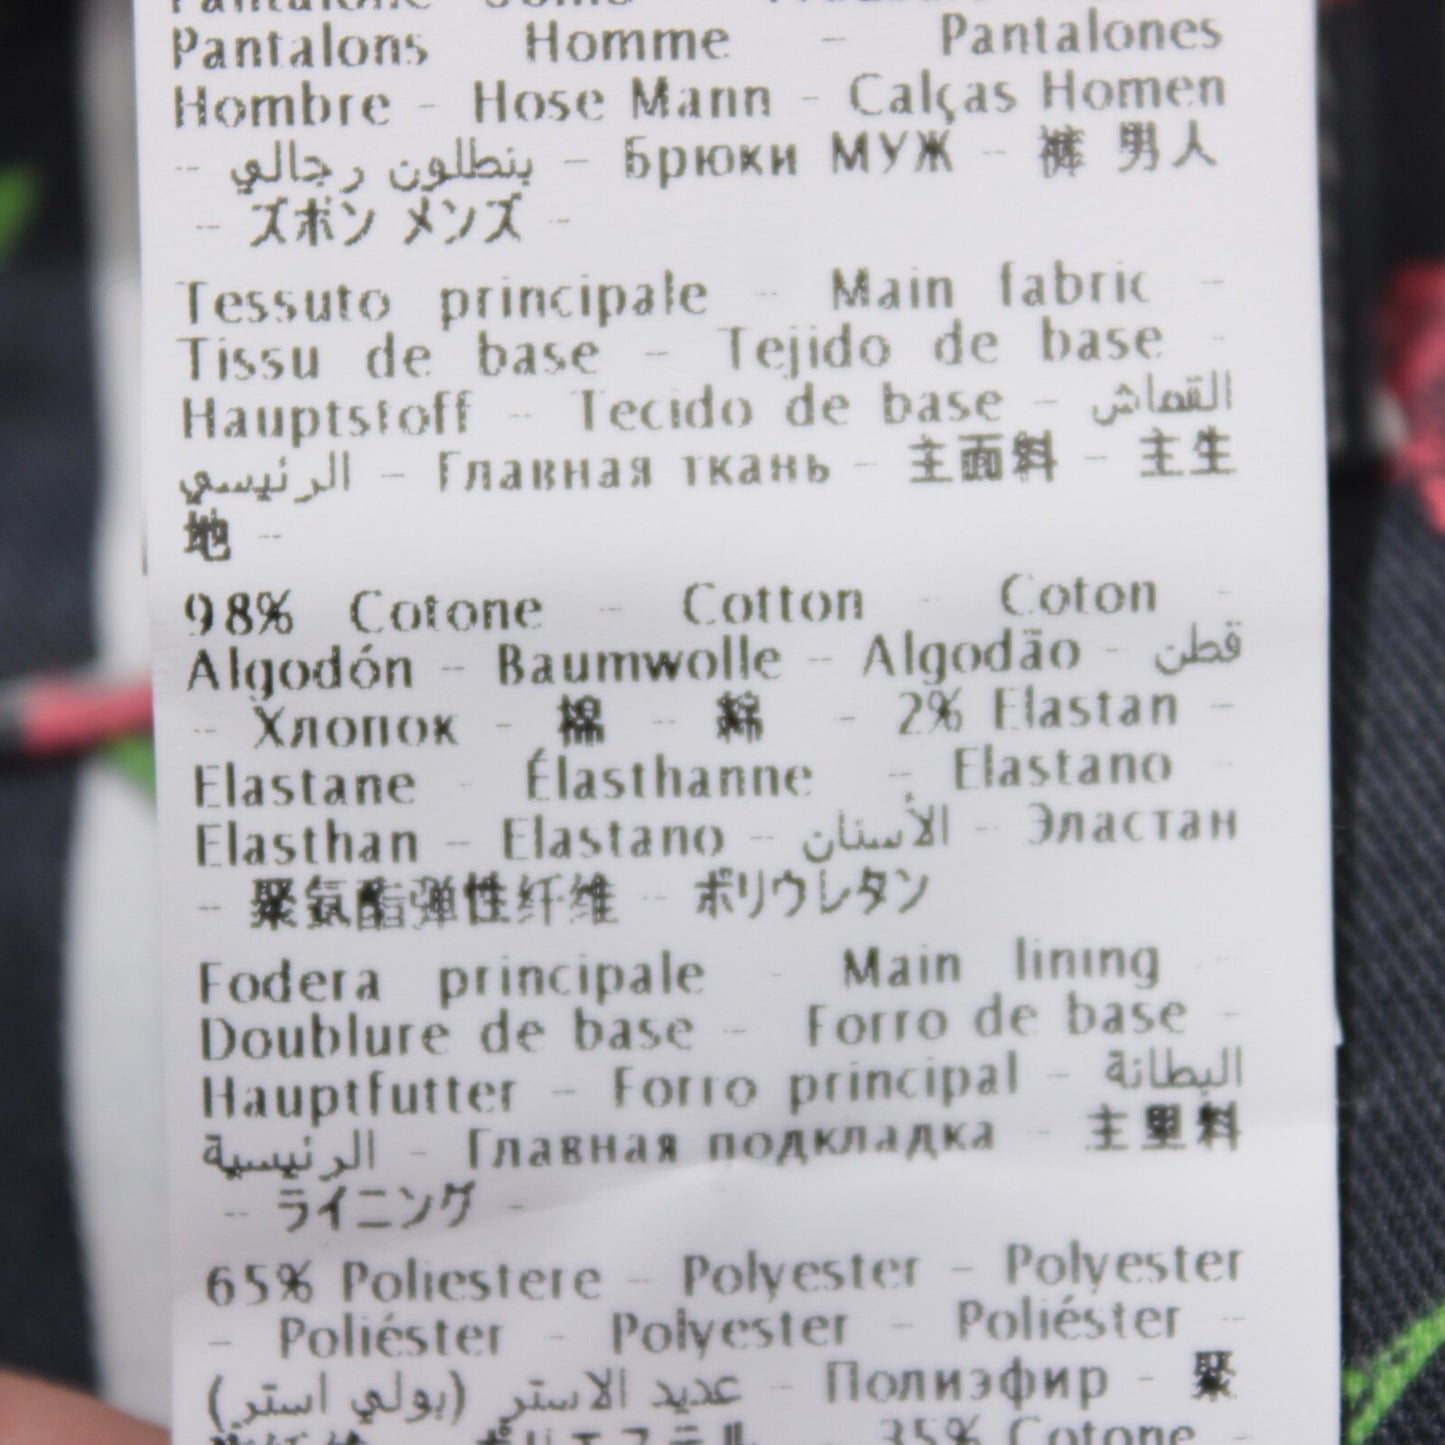 Pantalons Homme - Pantalones
Hombre - Hose Mann - Calças Homen
- بنطلون رجالي - Брюки МУЖ - 裤 男人
- ズボン メンズ -
Tessuto principale - Main fabric -
Tissu de base - Tejido de base -
Hauptstoff - Tecido de base - القماش
الرئيسي - Главная ткань - 主面料 - 主生
地 -
98% Cotone - Cotton - Coton -
Algodón - Baumwolle - Algodão - قطن
- Хлопок - 棉 - 綿 - 2% Elastan -
Elastane - Élasthanne - Elastano -
Elasthan - Elastano - الأستان - Эластан
- 聚氨酯弹性纤维 - ポリウレタン
Fodera principale - Main lining -
Doublure de base - Forro de base -
Hauptfutter - Forro principal - البطانة
الرئيسية - Главная подкладка - 主里料
- ライニング -
65% Poliestere - Polyester - Polyester
- Poliéster - Polyester - Poliéster -
عديد الاستر (بولي استر) - Полиэфир - 聚
35% Cotone -